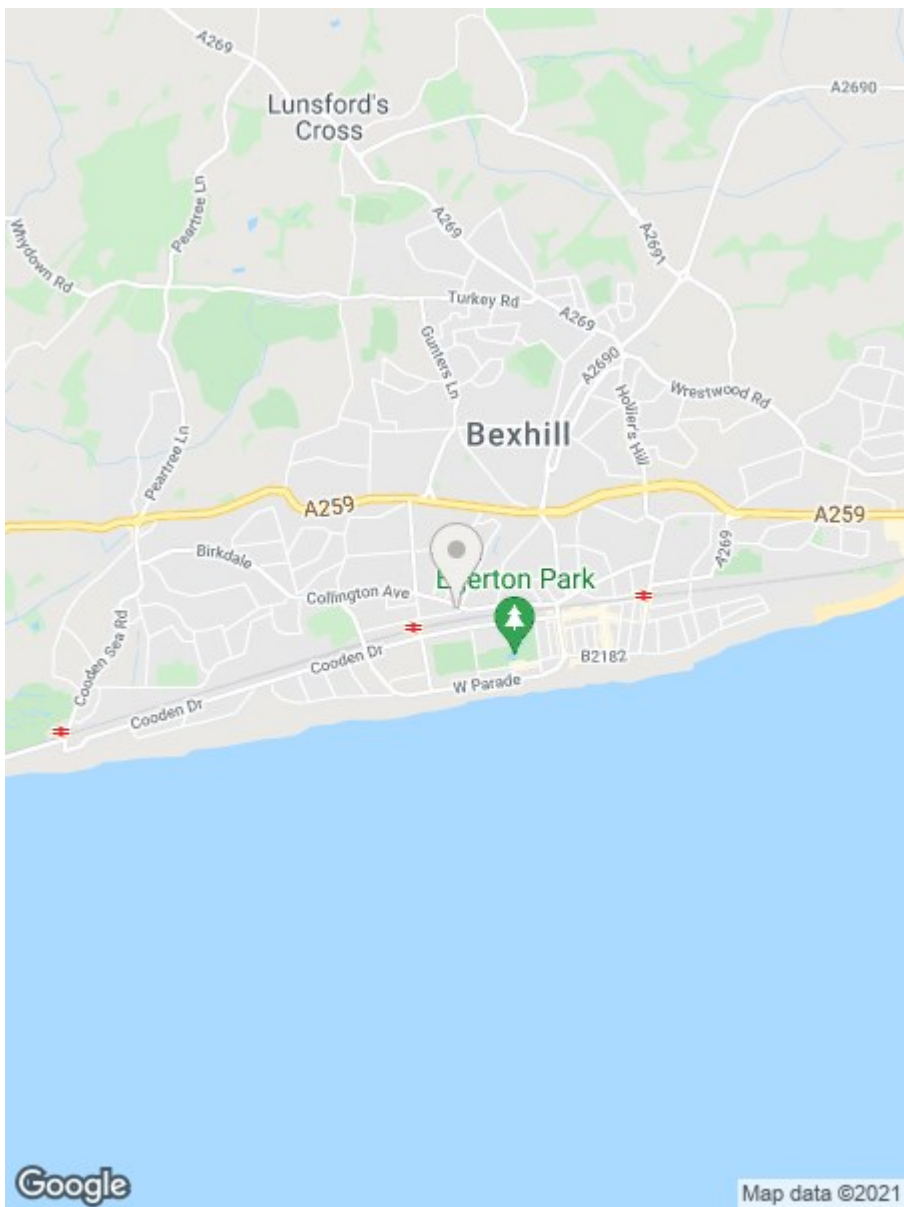 A269
A2690
Lunsford's
Cross
Peartree Ln
A269
Whydown Rd
A2691
Turkey Rd
A269
Gunters Ln
A2690
Wrestwood Rd
Hollier's Hill
Bexhill
Peartree Ln
A259
A259
A269
Birkdale
Egerton Park
Collington Ave
Cooden Sea Rd
Cooden Dr
B2182
W Parade
Cooden Dr
Google
Map data ©2021